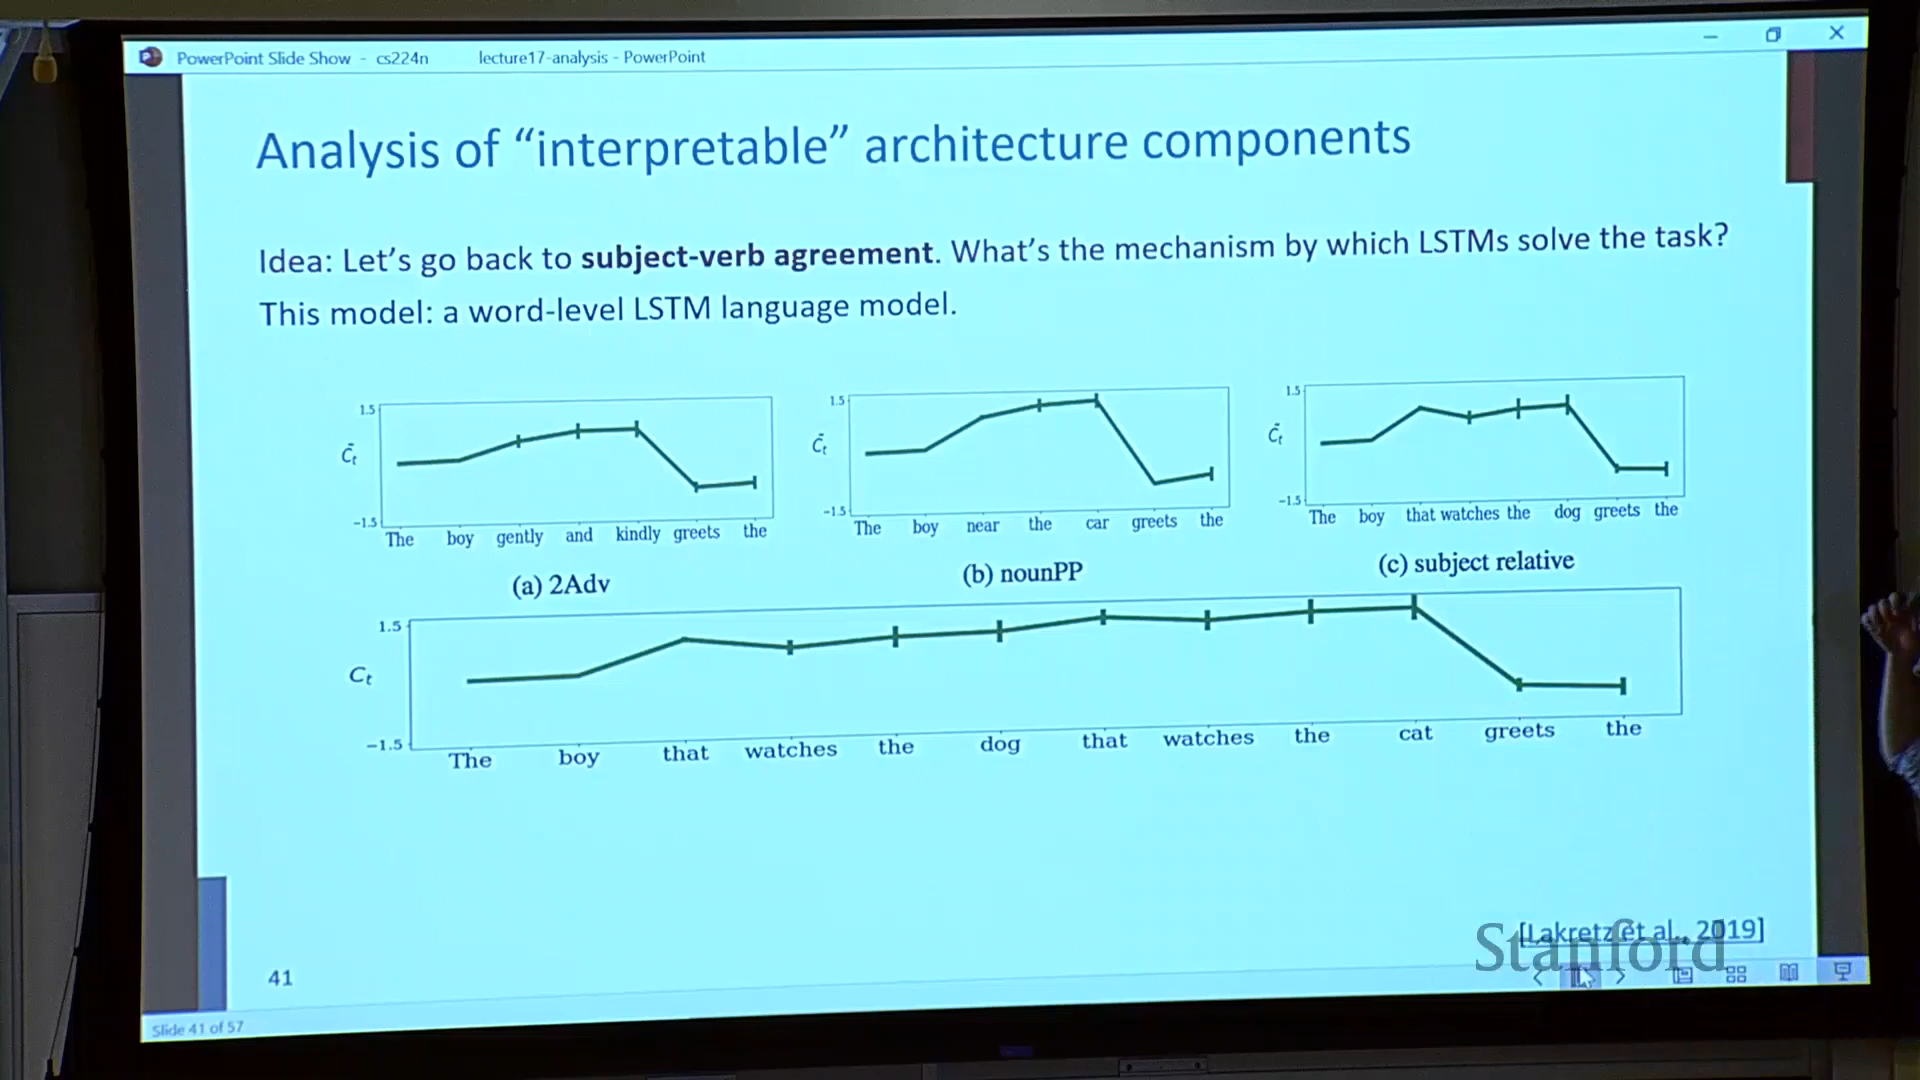 PowerPoint Slide Show - cs224n lecture17-analysis - PowerPoint
Analysis of “interpretable” architecture components
Idea: Let’s go back to subject-verb agreement. What’s the mechanism by which LSTMs solve the task?
This model: a word-level LSTM language model.
1.5
C̃t
-1.5
The boy gently and kindly greets the
(a) 2Adv
1.5
C̃t
-1.5
The boy near the car greets the
(b) nounPP
1.5
C̃t
-1.5
The boy that watches the dog greets the
(c) subject relative
1.5
Ct
-1.5
The boy that watches the dog that watches the cat greets the
[Lakretz et al., 2019]
Stanford
41
Slide 41 of 57